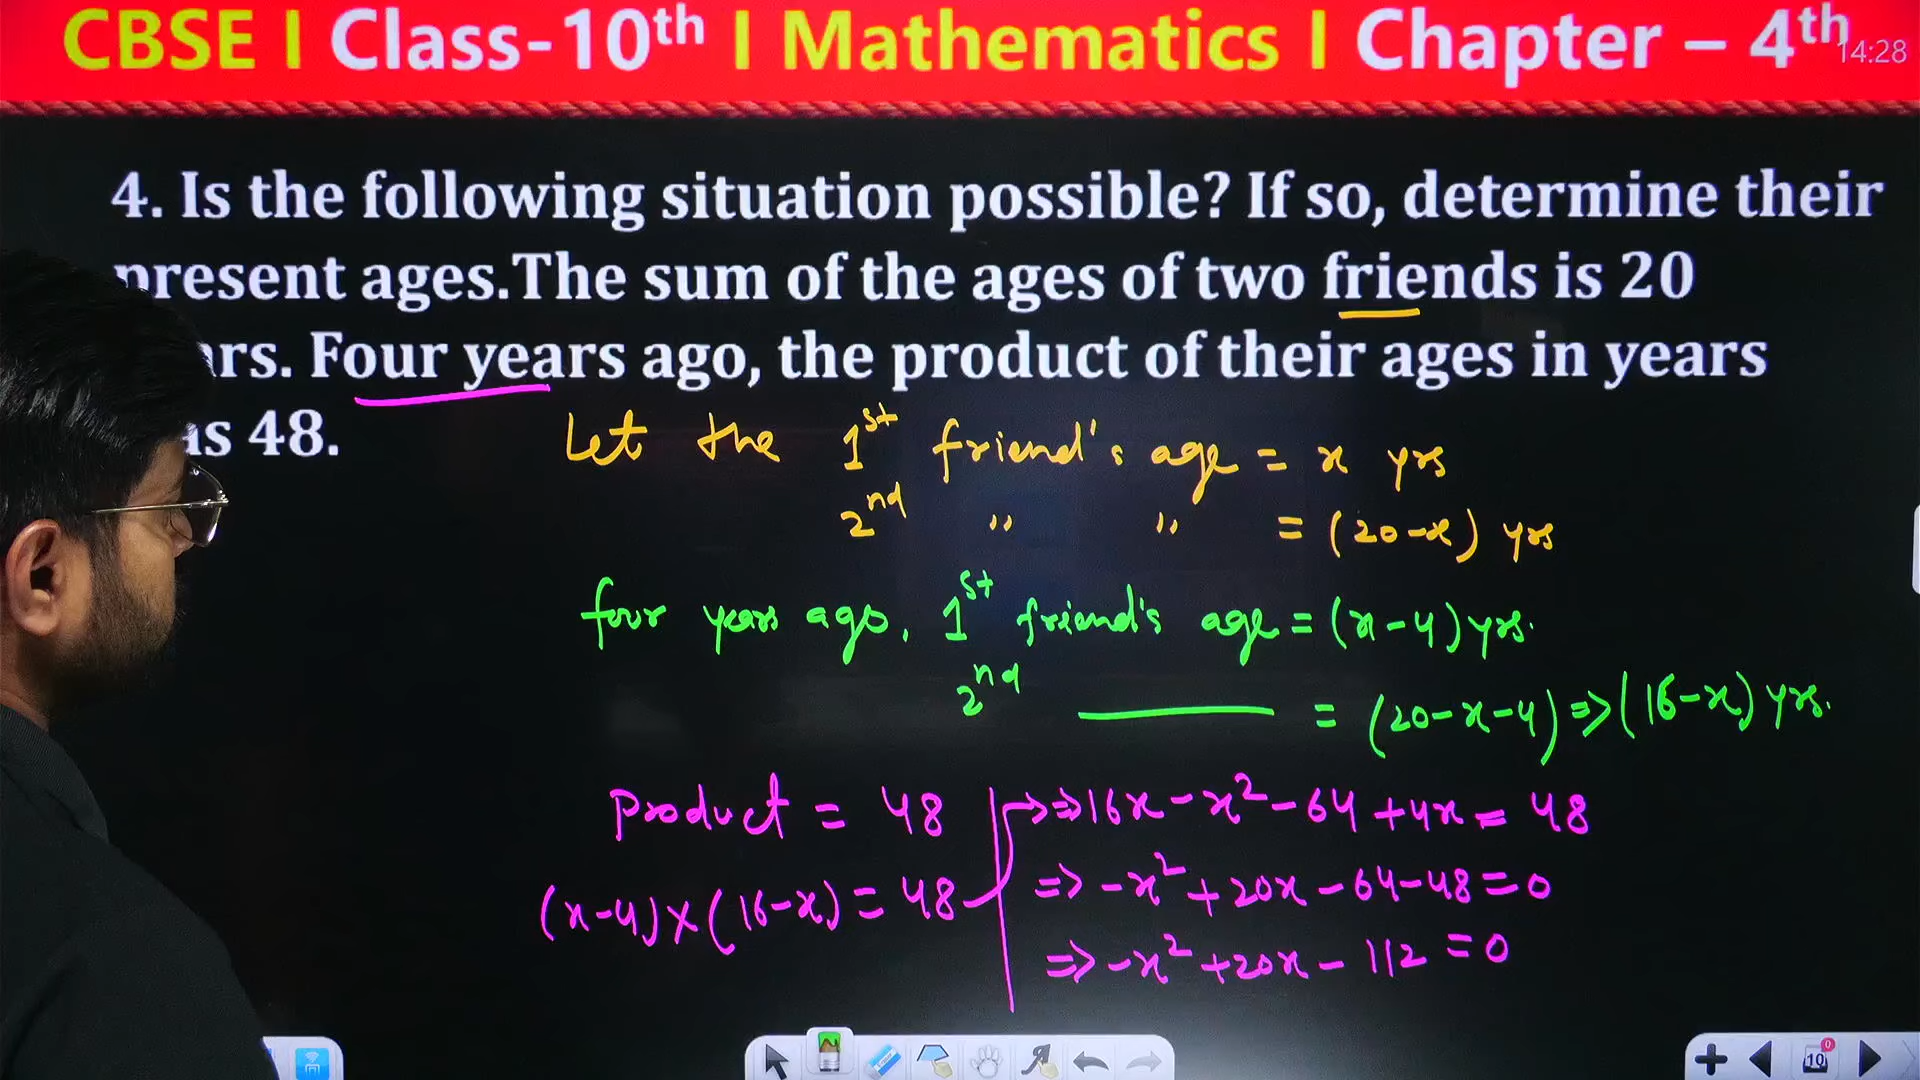 CBSE I Class-10th I Mathematics I Chapter – 4th
14:28
4. Is the following situation possible? If so, determine their
present ages.The sum of the ages of two friends is 20
ars. Four years ago, the product of their ages in years
as 48.
Let the 1st friend's age = x yrs
2nd " " = (20-x) yrs
four years ago, 1st friend's age = (x-4) yrs.
2nd ——— = (20-x-4) => (16-x) yrs.
Product = 48
(x-4)×(16-x) = 48
=> 16x - x² - 64 + 4x = 48
=> -x² + 20x - 64 - 48 = 0
=> -x² + 20x - 112 = 0
10
0